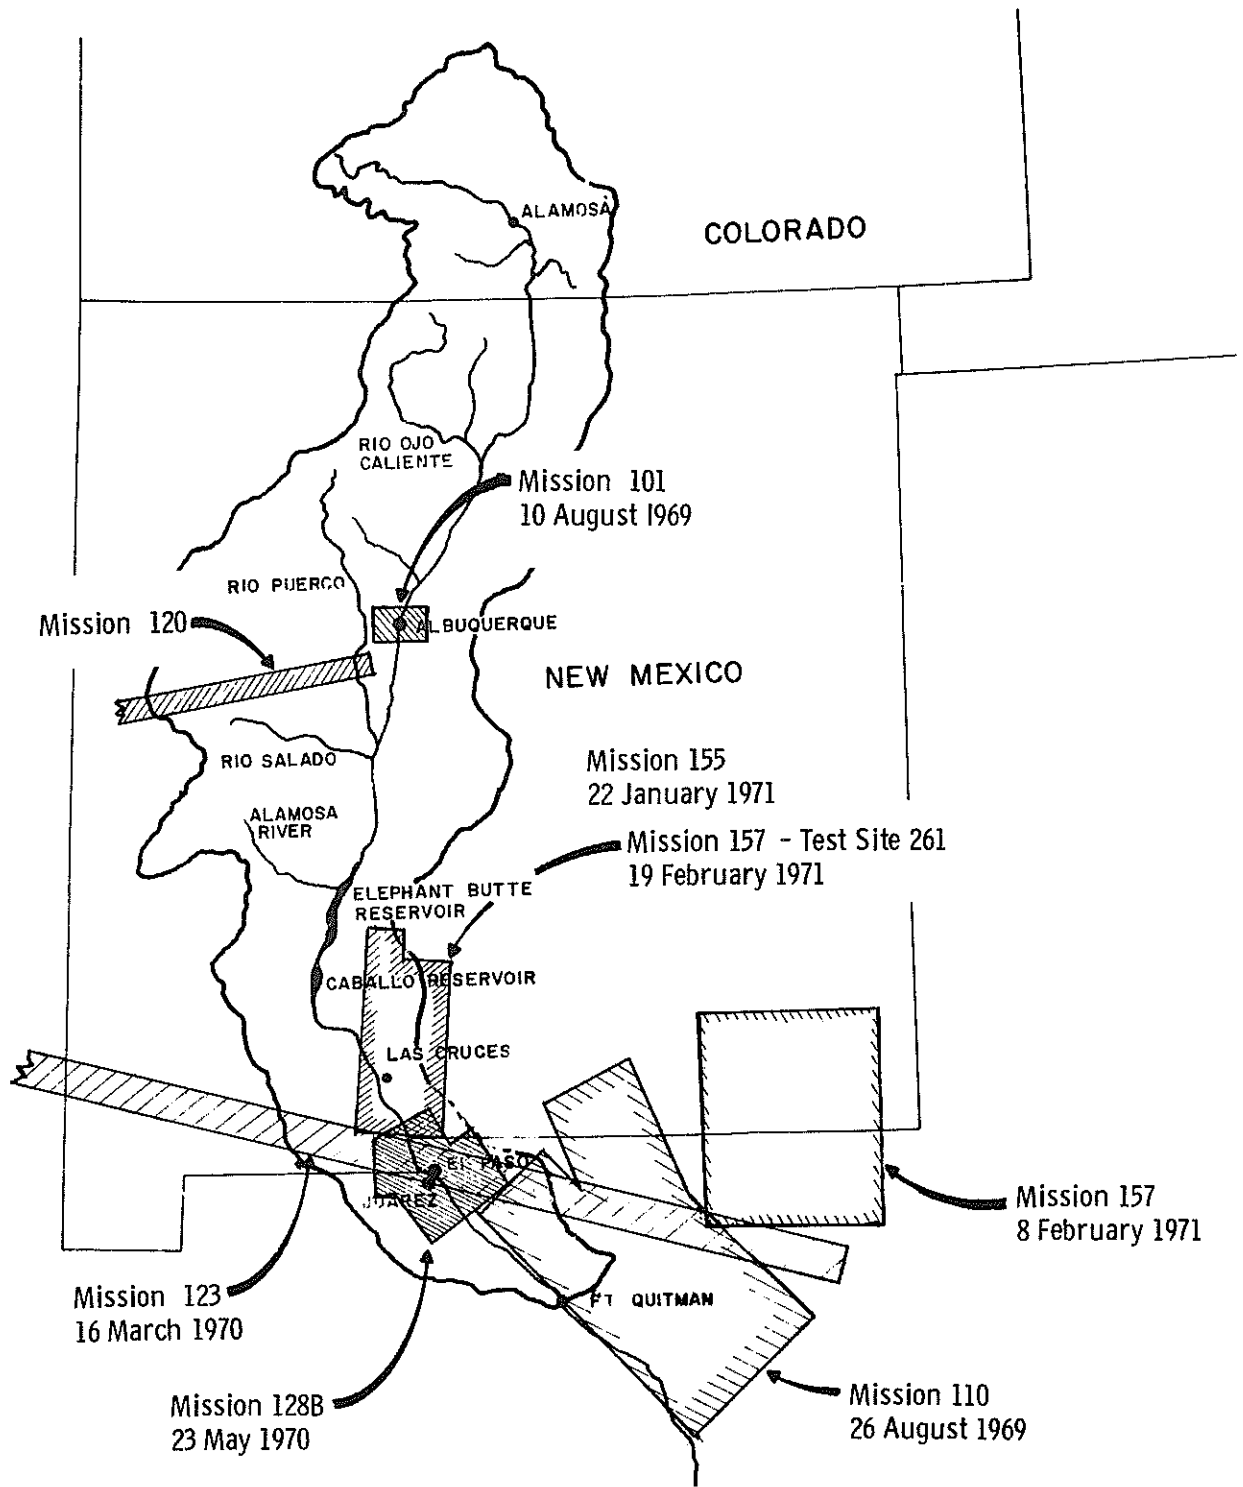 ALAMOSA
COLORADO
RIO OJO
CALIENTE
Mission 101
10 August 1969
RIO PUERCO
Mission 120
ALBUQUERQUE
NEW MEXICO
RIO SALADO
Mission 155
22 January 1971
ALAMOSA
RIVER
Mission 157 - Test Site 261
19 February 1971
ELEPHANT BUTTE
RESERVOIR
CABALLO RESERVOIR
LAS CRUCES
EL PASO
JUAREZ
Mission 157
8 February 1971
Mission 123
16 March 1970
FT QUITMAN
Mission 128B
23 May 1970
Mission 110
26 August 1969